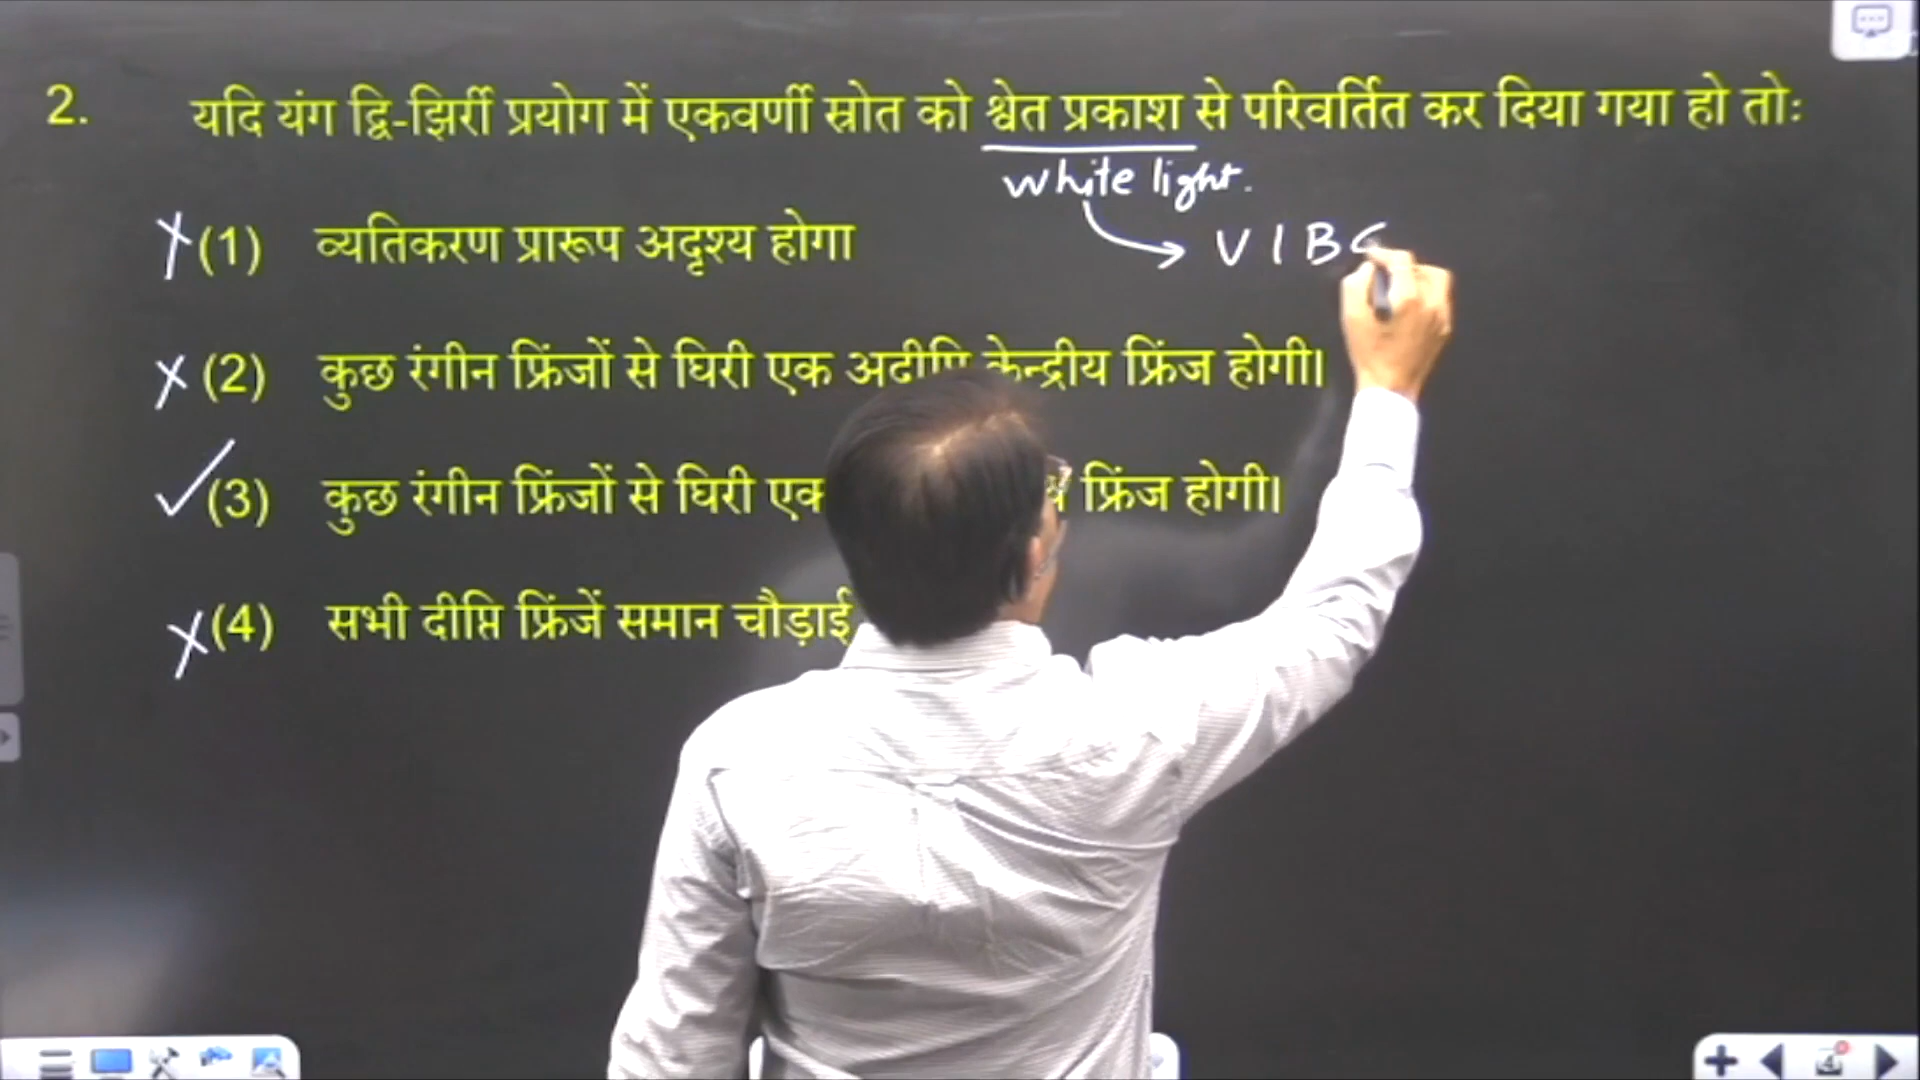 2. यदि यंग द्वि-झिर्री प्रयोग में एकवर्णी स्रोत को श्वेत प्रकाश से परिवर्तित कर दिया गया हो तोः
white light.
V I B G
(1) व्यतिकरण प्रारूप अदृश्य होगा
(2) कुछ रंगीन फ्रिंजों से घिरी एक अदीप्ति केन्द्रीय फ्रिंज होगी।
(3) कुछ रंगीन फ्रिंजों से घिरी एक फ्रिंज होगी।
(4) सभी दीप्ति फ्रिंजें समान चौड़ाई